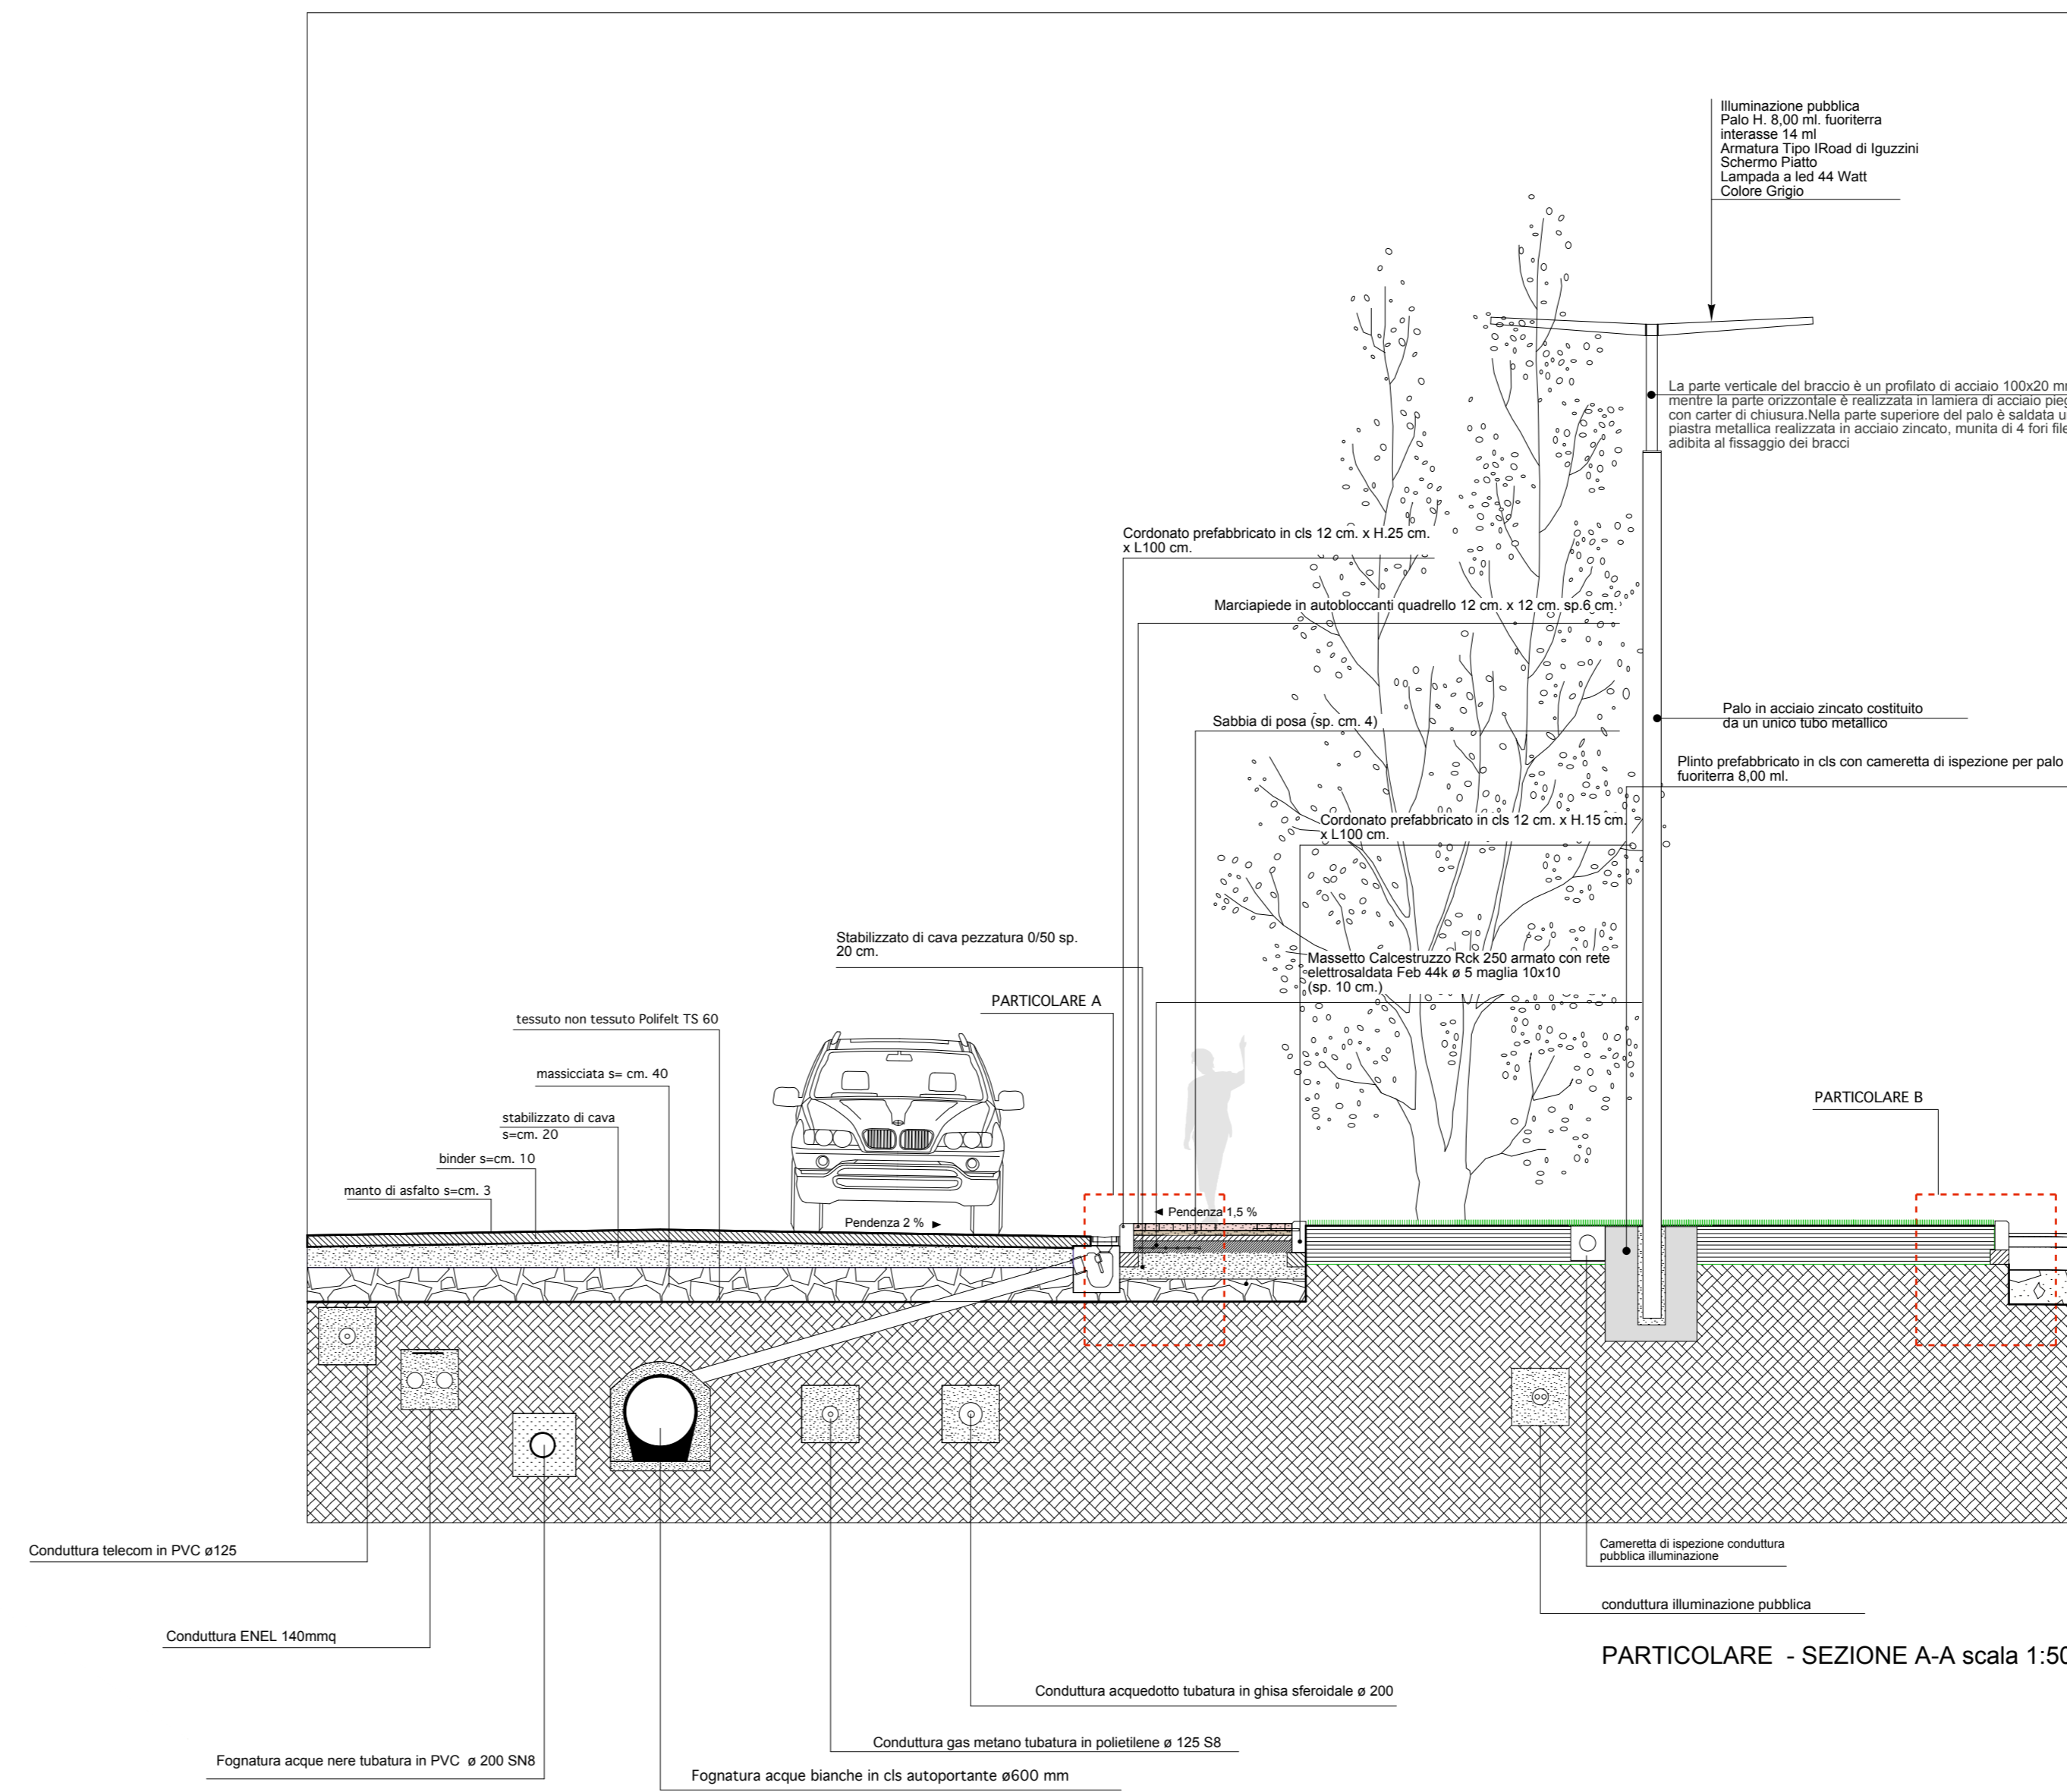 Illuminazione pubblica
Palo H. 8,00 ml. fuoriterra
interasse 14 ml
Armatura Tipo IRoad di Iguzzini
Schermo Piatto
Lampada a led 44 Watt
Colore Grigio
La parte verticale del braccio è un profilato di acciaio 100x20
mentre la parte orizzontale è realizzata in lamiera di acciaio
con carter di chiusura.Nella parte superiore del palo è saldata
piastra metallica realizzata in acciaio zincato, munita di 4 fori
adibita al fissaggio dei bracci
Cordonato prefabbricato in cls 12 cm. x H.25 cm.
x L100 cm.
Marciapiede in autobloccanti quadrello 12 cm. x 12 cm. sp.6 cm.
Sabbia di posa (sp. cm. 4)
Palo in acciaio zincato costituito
da un unico tubo metallico
Plinto prefabbricato in cls con cameretta di ispezione per palo
fuoriterra 8,00 ml.
Cordonato prefabbricato in cls 12 cm. x H.15 cm.
x L100 cm.
Stabilizzato di cava pezzatura 0/50 sp.
20 cm.
Massetto Calcestruzzo Rck 250 armato con rete
elettrosaldata Feb 44k ø 5 maglia 10x10
(sp. 10 cm.)
PARTICOLARE A
tessuto non tessuto Polifelt TS 60
massicciata s= cm. 40
stabilizzato di cava
s=cm. 20
binder s=cm. 10
manto di asfalto s=cm. 3
PARTICOLARE B
Pendenza 2 %
Pendenza 1,5 %
Conduttura telecom in PVC ø125
Cameretta di ispezione conduttura
pubblica illuminazione
conduttura illuminazione pubblica
Conduttura ENEL 140mmq
PARTICOLARE - SEZIONE A-A scala 1:50
Conduttura acquedotto tubatura in ghisa sferoidale ø 200
Conduttura gas metano tubatura in polietilene ø 125 S8
Fognatura acque nere tubatura in PVC ø 200 SN8
Fognatura acque bianche in cls autoportante ø600 mm